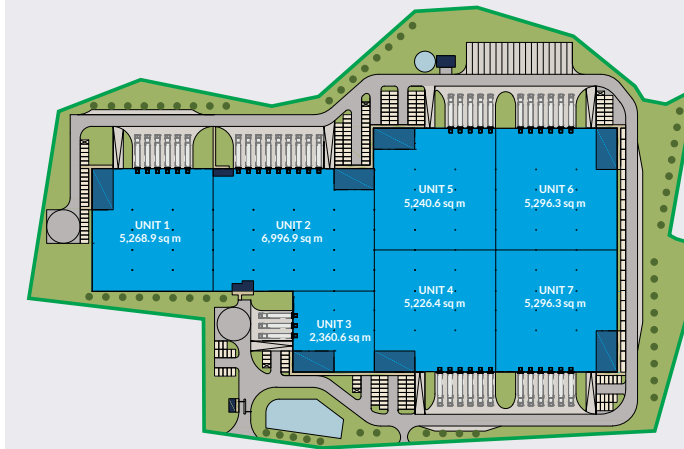 UNIT 5
5,240.6 sq m
UNIT 6
5,296.3 sq m
UNIT 1
5,268.9 sq m
UNIT 2
6,996.9 sq m
UNIT 4
5,226.4 sq m
UNIT 7
5,296.3 sq m
UNIT 3
2,360.6 sq m